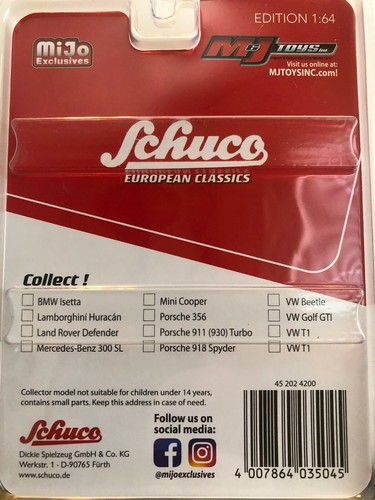 MiJo
Exclusives
EDITION 1:64
M&J TOYS inc
Visit us online at:
MJTOYSINC.com!
Schuco
EUROPEAN CLASSICS
Collect !
BMW Isetta
Lamborghini Huracán
Land Rover Defender
Mercedes-Benz 300 SL
Mini Cooper
Porsche 356
Porsche 911 (930) Turbo
Porsche 918 Spyder
VW Beetle
VW Golf GTI
VW T1
VW T1
Collector model not suitable for children under 14 years,
contains small parts. Keep this address in case of need.
Schuco
Dickie Spielzeug GmbH & Co. KG
Werkstr. 1 - D-90765 Fürth
www.schuco.de
Follow us on
social media:
@mijoexclusives
45 202 4200
4 007864 035045